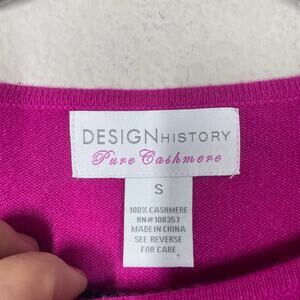 DESIGNHISTORY
Pure Cashmere
S
100% CASHMERE
RN#108357
MADE IN CHINA
SEE REVERSE
FOR CARE